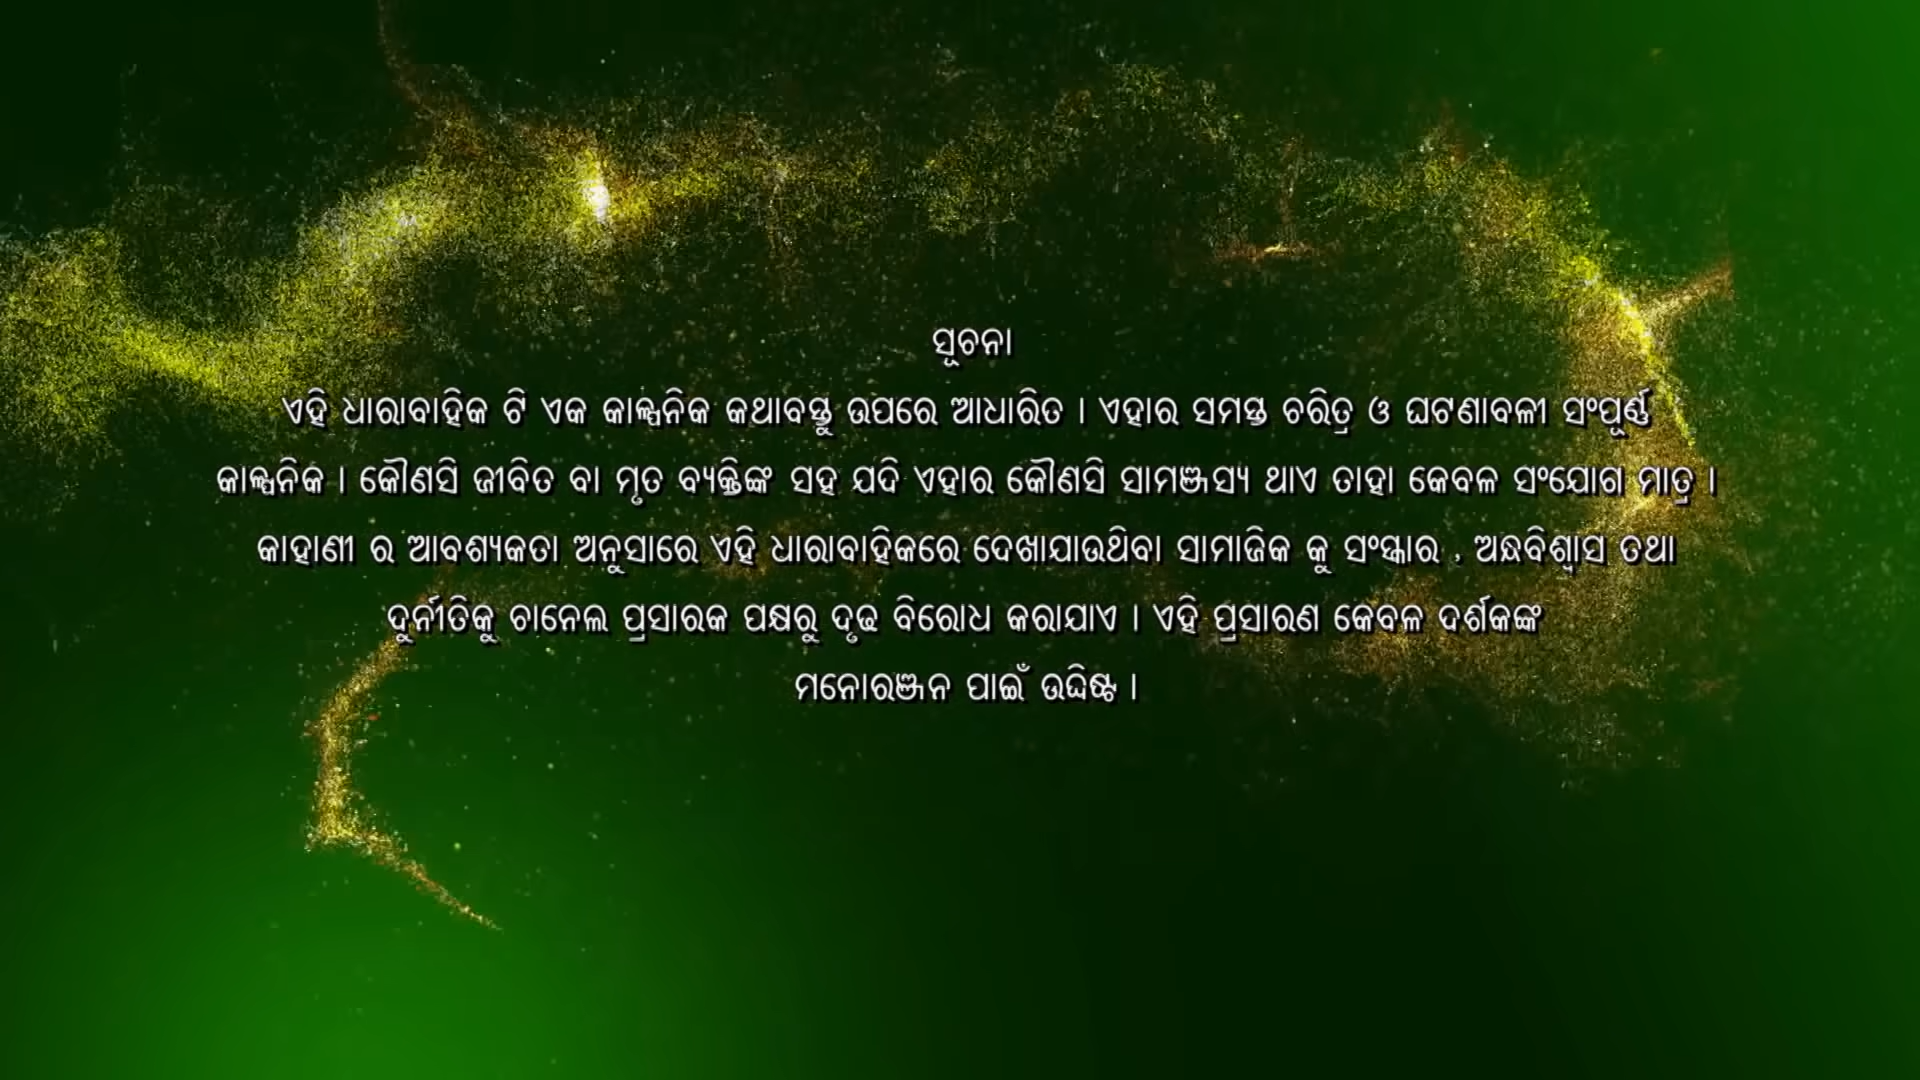 ସୂଚନା
ଏହି ଧାରାବାହିକ ଟି ଏକ କାଳ୍ପନିକ କଥାବସ୍ତୁ ଉପରେ ଆଧାରିତ । ଏହାର ସମସ୍ତ ଚରିତ୍ର ଓ ଘଟଣାବଳୀ ସଂପୂର୍ଣ୍ଣ
କାଳ୍ପନିକ । କୌଣସି ଜୀବିତ ବା ମୃତ ବ୍ୟକ୍ତିଙ୍କ ସହ ଯଦି ଏହାର କୌଣସି ସାମଞ୍ଜସ୍ୟ ଥାଏ ତାହା କେବଳ ସଂଯୋଗ ମାତ୍ର ।
କାହାଣୀ ର ଆବଶ୍ୟକତା ଅନୁସାରେ ଏହି ଧାରାବାହିକରେ ଦେଖାଯାଉଥିବା ସାମାଜିକ କୁ ସଂସ୍କାର , ଅନ୍ଧବିଶ୍ୱାସ ତଥା
ଦୁର୍ନୀତିକୁ ଚାନେଲ ପ୍ରସାରକ ପକ୍ଷରୁ ଦୃଢ ବିରୋଧ କରାଯାଏ । ଏହି ପ୍ରସାରଣ କେବଳ ଦର୍ଶକଙ୍କ
ମନୋରଞ୍ଜନ ପାଇଁ ଉଦ୍ଦିଷ୍ଟ ।